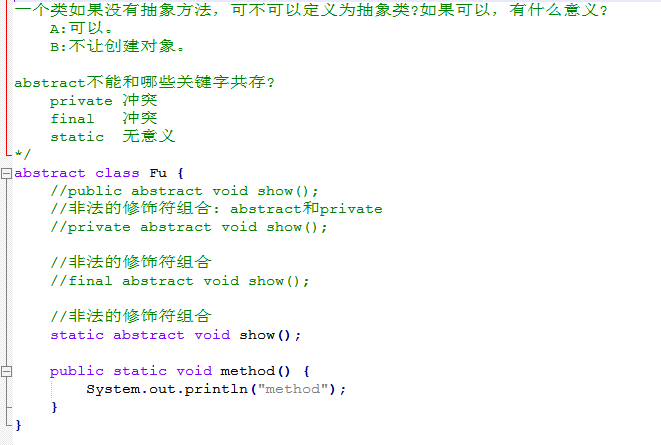 一个类如果没有抽象方法，可不可以定义为抽象类?如果可以，有什么意义?
    A:可以。
    B:不让创建对象。

abstract不能和哪些关键字共存?
    private 冲突
    final   冲突
    static  无意义
*/
abstract class Fu {
    //public abstract void show();
    //非法的修饰符组合: abstract和private
    //private abstract void show();

    //非法的修饰符组合
    //final abstract void show();

    //非法的修饰符组合
    static abstract void show();

    public static void method() {
        System.out.println("method");
    }
}